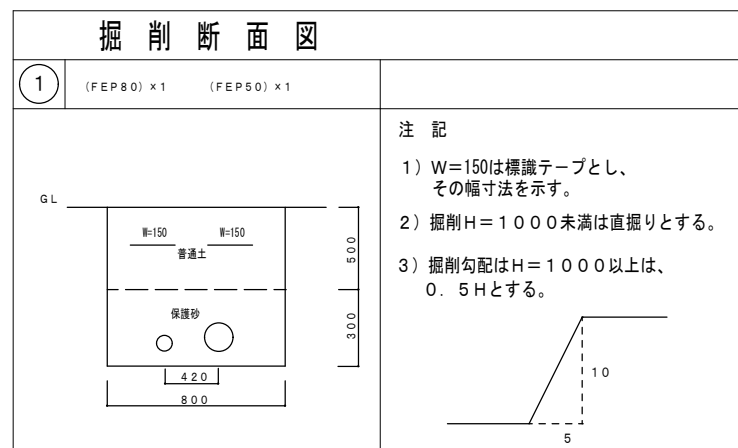 掘削断面図
1 (FEP80)×1 (FEP50)×1
注記
1)W=150は標識テープとし、
その幅寸法を示す。
2)掘削H=1000未満は直掘りとする。
3)掘削勾配はH=1000以上は、
0.5Hとする。
GL
W=150 W=150
普通土
500
保護砂
300
420
800
10
5